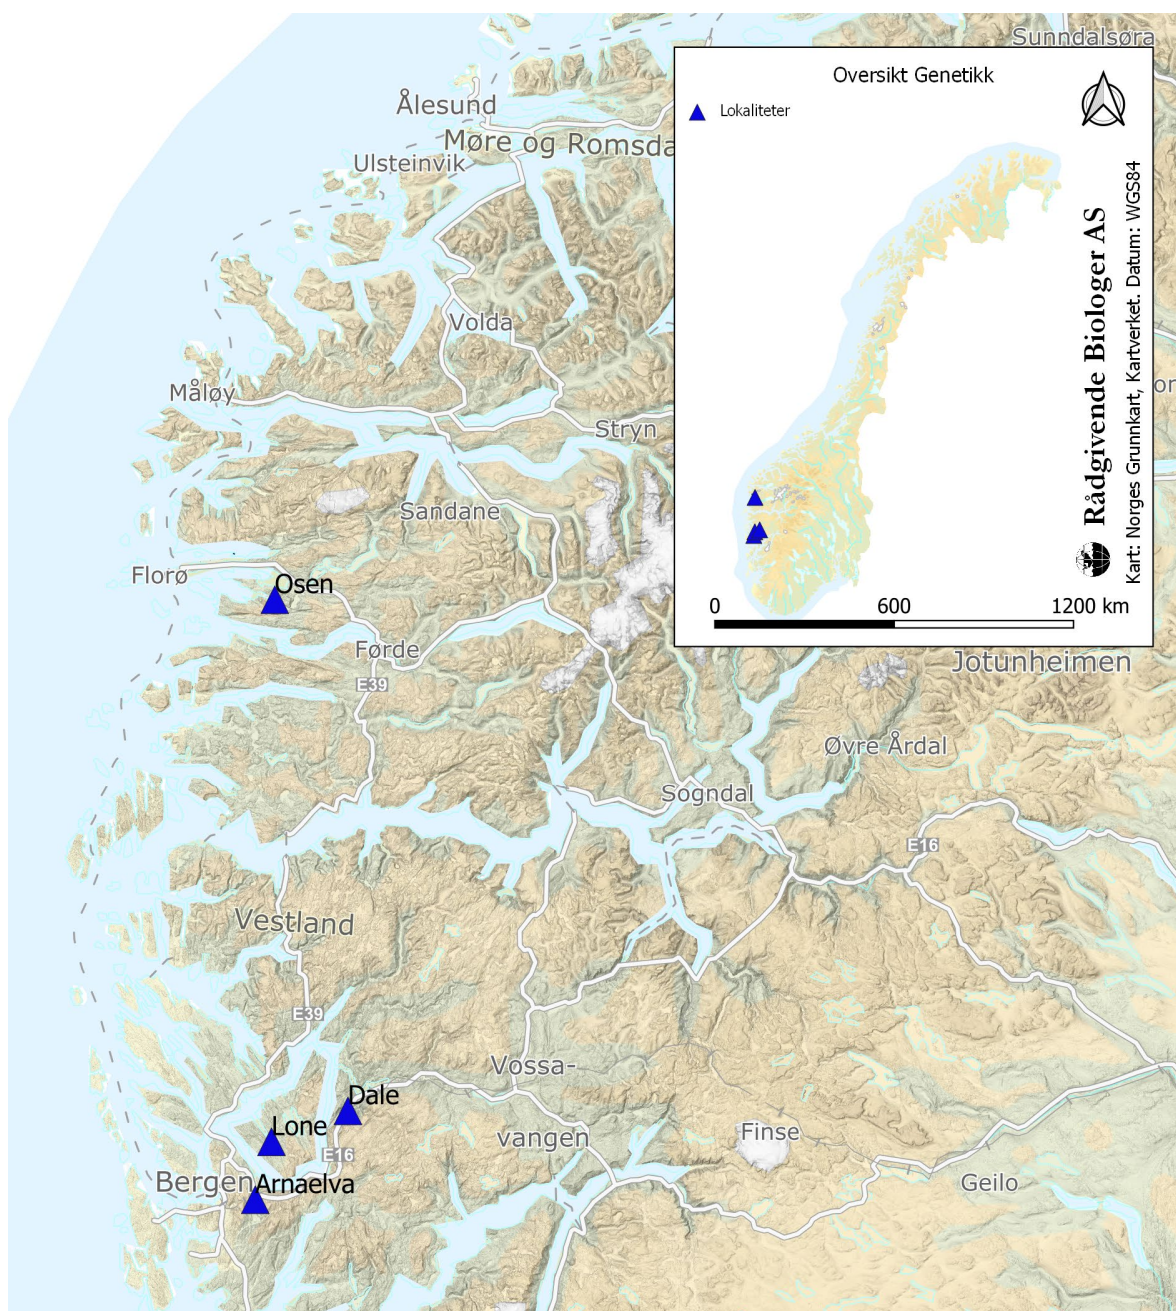 Sunndalsøra
Ålesund
Møre og Romsda
Ulsteinvik
Volda
Måløy
Stryn
Sandane
Florø
Osen
Førde
E39
Jotunheimen
Øvre Årdal
Sogndal
E16
Vestland
E39
Vossa-
vangen
Dale
Lone
E16
Finse
Bergen
Arnaelva
Geilo
or
Oversikt Genetikk
Lokaliteter
0 600 1200 km
Rådgivende Biologer AS
Kart: Norges Grunnkart, Kartverket. Datum: WGS84